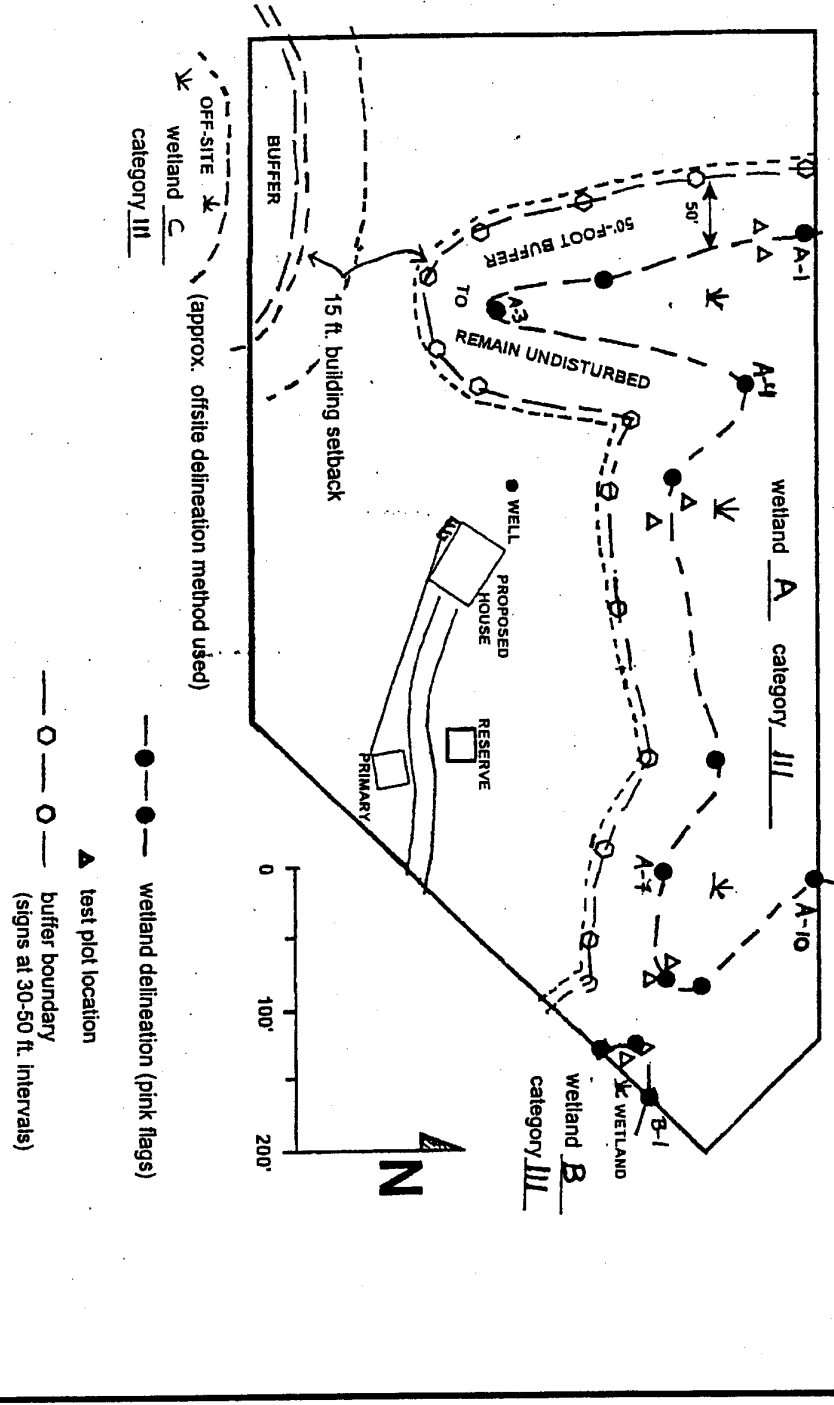 A-1
50'
50'-FOOT BUFFER
TO
REMAIN UNDISTURBED
A-3
A-4
wetland A category III
A-7
A-10
B-1
WETLAND
wetland B
category III
BUFFER
OFF-SITE
wetland C
category III
(approx. offsite delineation method used)
15 ft. building setback
WELL
PROPOSED
HOUSE
RESERVE
PRIMARY
0
100'
200'
N
wetland delineation (pink flags)
test plot location
buffer boundary
(signs at 30-50 ft. intervals)